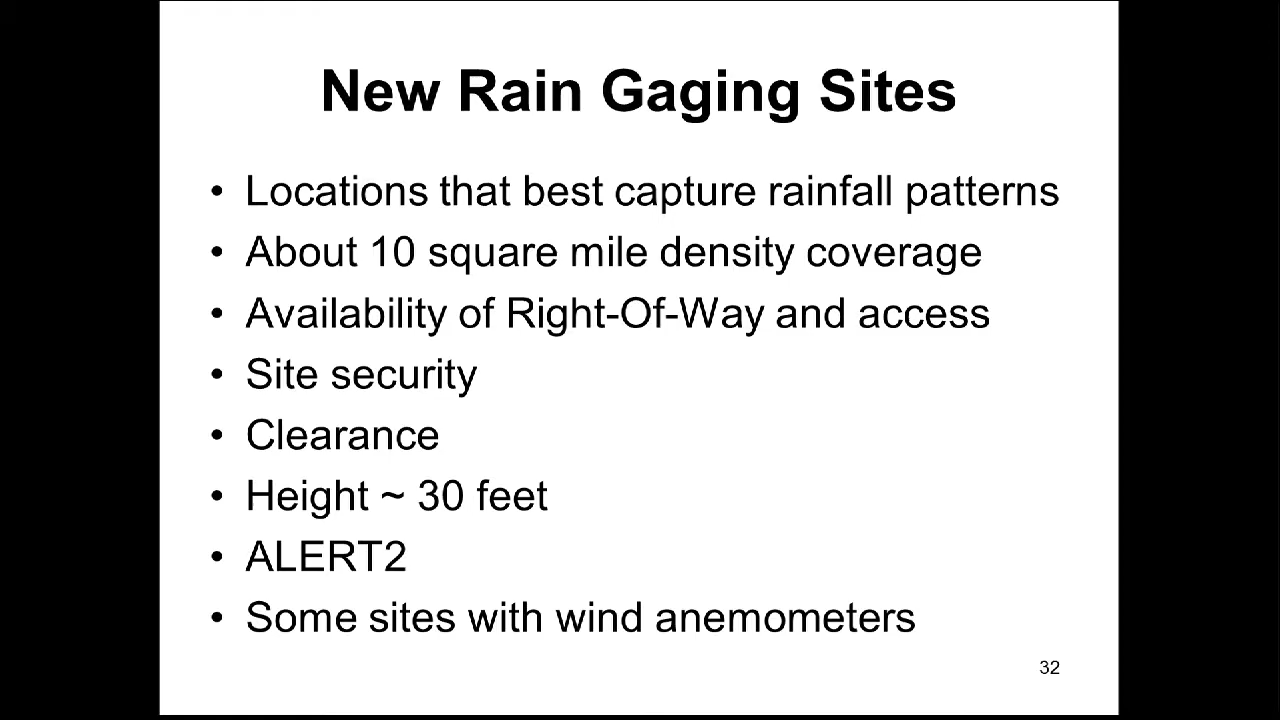 New Rain Gaging Sites
• Locations that best capture rainfall patterns
• About 10 square mile density coverage
• Availability of Right-Of-Way and access
• Site security
• Clearance
• Height ~ 30 feet
• ALERT2
• Some sites with wind anemometers
32